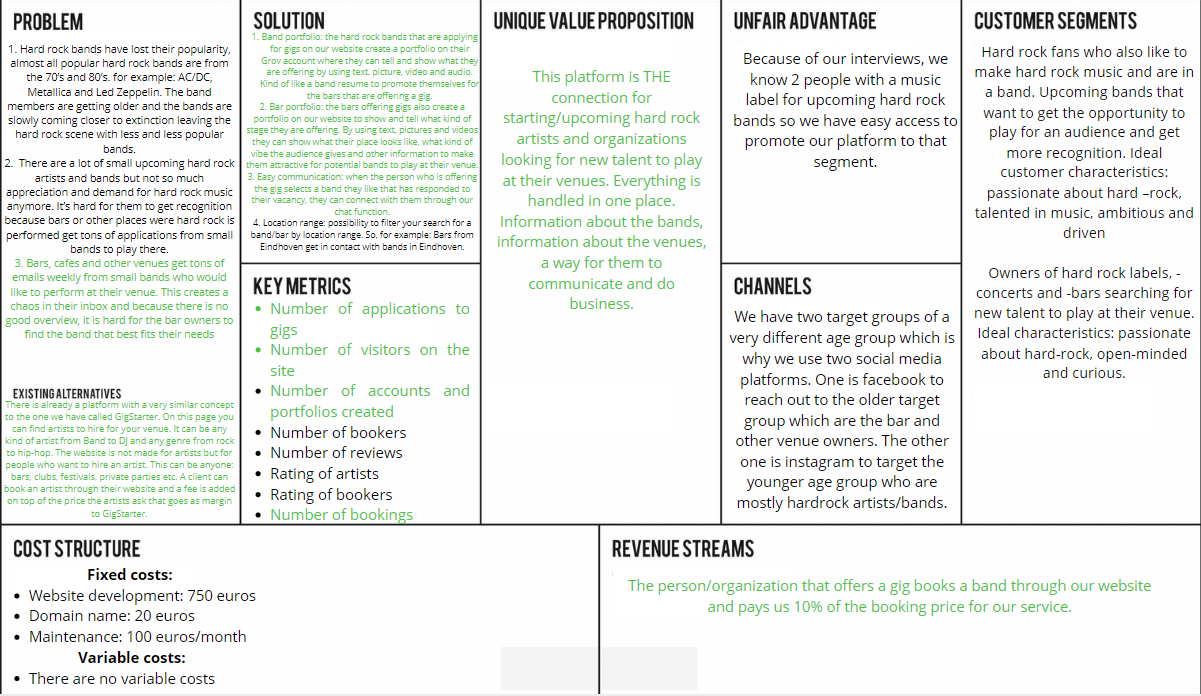 PROBLEM
1. Hard rock bands have lost their popularity,
almost all popular hard rock bands are from
the 70's and 80's. for example: AC/DC,
Metallica and Led Zeppelin. The band
members are getting older and the bands are
slowly coming closer to extinction leaving the
hard rock scene with less and less popular
bands.
2. There are a lot of small upcoming hard rock
artists and bands but not so much
appreciation and demand for hard rock music
anymore. It's hard for them to get recognition
because bars or other places were hard rock is
performed get tons of applications from small
bands to play there.
3. Bars, cafes and other venues get tons of
emails weekly from small bands who would
like to perform at their venue. This creates a
chaos in their inbox and because there is no
good overview, it is hard for the bar owners to
find the band that best fits their needs
EXISTING ALTERNATIVES
There is already a platform with a very similar concept
to the one we have called GigStarter. On this page you
can find artists to hire for your venue. It can be any
kind of artist from Band to DJ and any genre from rock
to hip-hop. The website is not made for artists but for
people who want to hire an artist. This can be anyone:
bars, clubs, festivals, private parties etc. A client can
book an artist through their website and a fee is added
on top of the price the artists ask that goes as margin
to GigStarter.
SOLUTION
1. Band portfolio: the hard rock bands that are applying
for gigs on our website create a portfolio on their
Grov account where they can tell and show what they
are offering by using text, picture, video and audio.
Kind of like a band resume to promote themselves for
the bars that are offering a gig.
2. Bar portfolio: the bars offering gigs also create a
portfolio on our website to show and tell what kind of
stage they are offering. By using text, pictures and videos
they can show what their place looks like, what kind of
vibe the audience gives and other information to make
them attractive for potential bands to play at their venue.
3. Easy communication: when the person who is offering
the gig selects a band they like that has responded to
their vacancy, they can connect with them through our
chat function.
4. Location range: possibility to filter your search for a
band/bar by location range. So, for example: Bars from
Eindhoven get in contact with bands in Eindhoven.
KEY METRICS
• Number of applications to
gigs
• Number of visitors on the
site
• Number of accounts and
portfolios created
• Number of bookers
• Number of reviews
• Rating of artists
• Rating of bookers
• Number of bookings
UNIQUE VALUE PROPOSITION
This platform is THE
connection for
starting/upcoming hard rock
artists and organizations
looking for new talent to play
at their venues. Everything is
handled in one place.
Information about the bands,
information about the venues,
a way for them to
communicate and do
business.
UNFAIR ADVANTAGE
Because of our interviews, we
know 2 people with a music
label for upcoming hard rock
bands so we have easy access to
promote our platform to that
segment.
CHANNELS
We have two target groups of a
very different age group which is
why we use two social media
platforms. One is facebook to
reach out to the older target
group which are the bar and
other venue owners. The other
one is instagram to target the
younger age group who are
mostly hardrock artists/bands.
CUSTOMER SEGMENTS
Hard rock fans who also like to
make hard rock music and are in
a band. Upcoming bands that
want to get the opportunity to
play for an audience and get
more recognition. Ideal
customer characteristics:
passionate about hard –rock,
talented in music, ambitious and
driven
Owners of hard rock labels, -
concerts and -bars searching for
new talent to play at their venue.
Ideal characteristics: passionate
about hard-rock, open-minded
and curious.
COST STRUCTURE
Fixed costs:
• Website development: 750 euros
• Domain name: 20 euros
• Maintenance: 100 euros/month
Variable costs:
• There are no variable costs
REVENUE STREAMS
The person/organization that offers a gig books a band through our website
and pays us 10% of the booking price for our service.